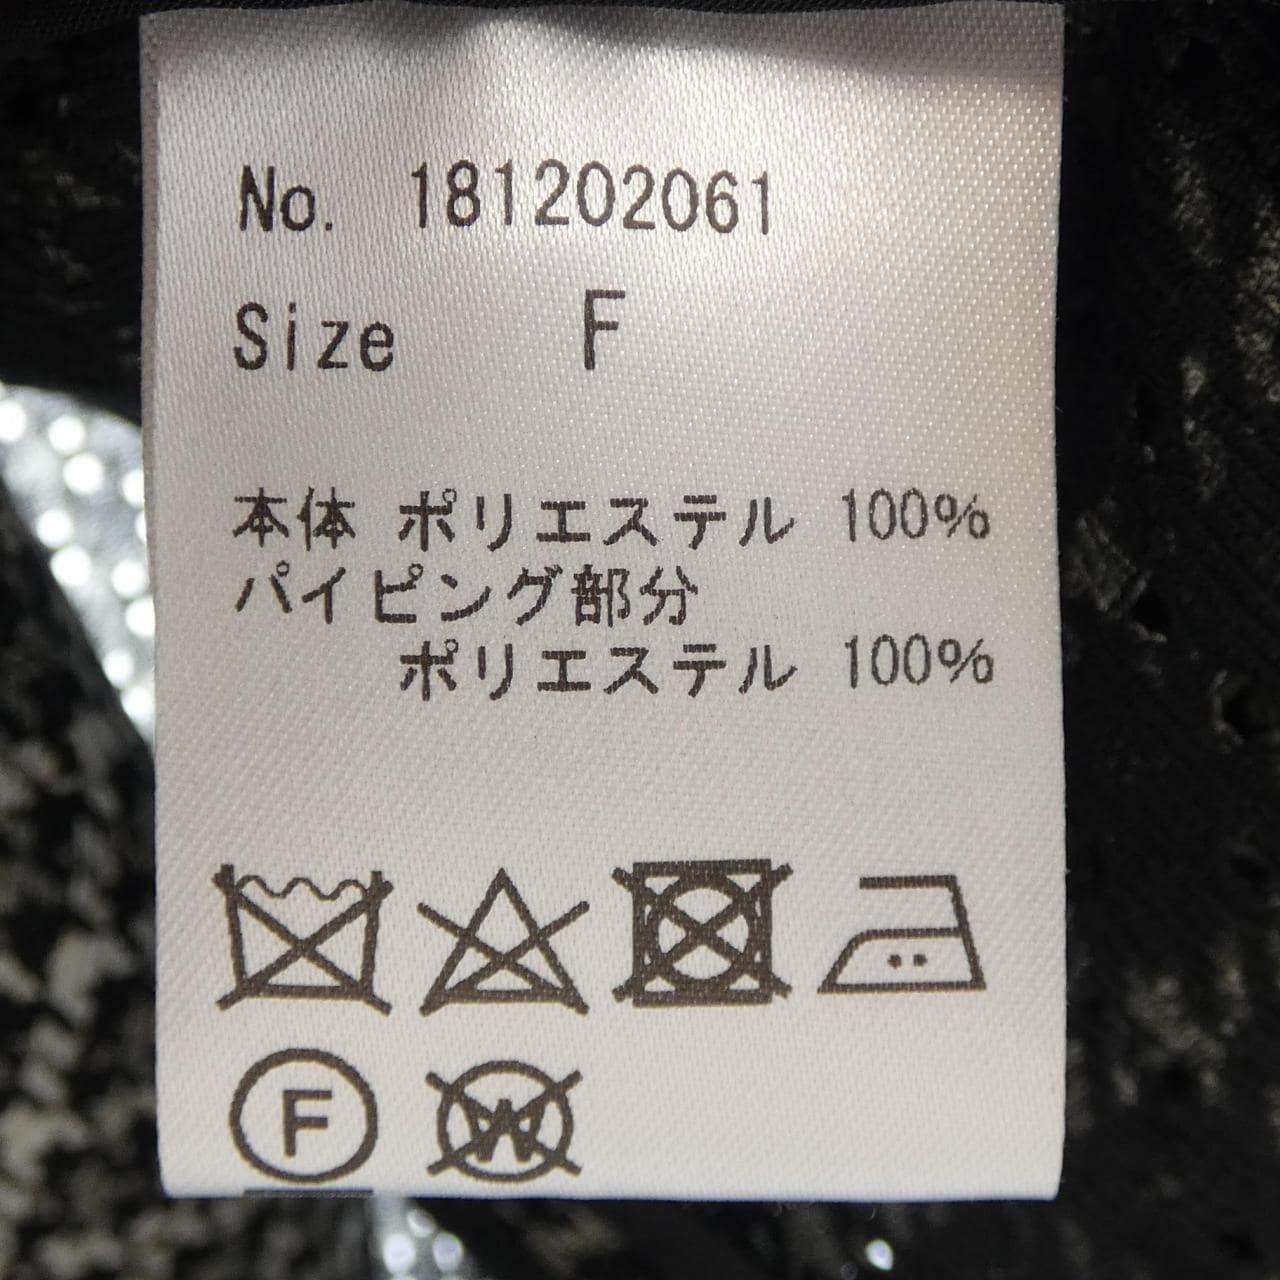 No. 181202061
Size F
本体 ポリエステル 100%
パイピング部分
ポリエステル 100%
F W